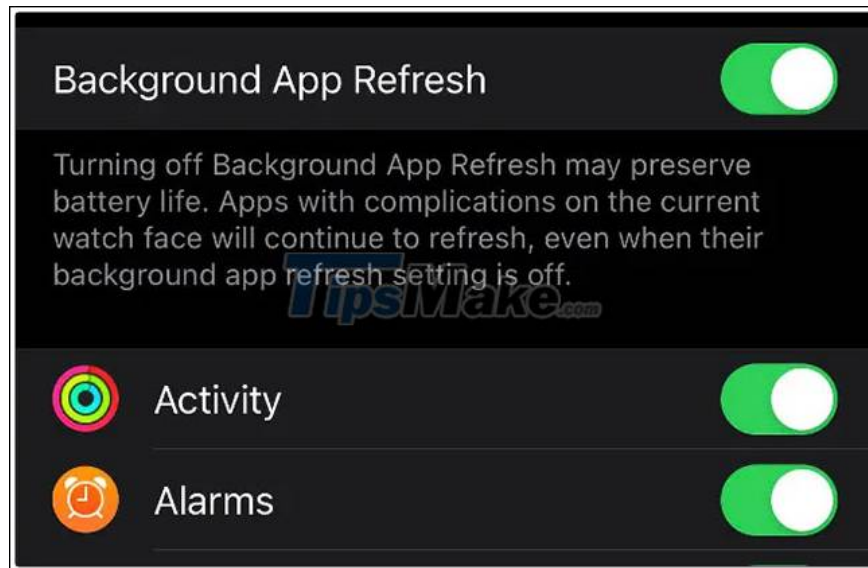 Background App Refresh
Turning off Background App Refresh may preserve
battery life. Apps with complications on the current
watch face will continue to refresh, even when their
background app refresh setting is off.
TipsMake.com
Activity
Alarms